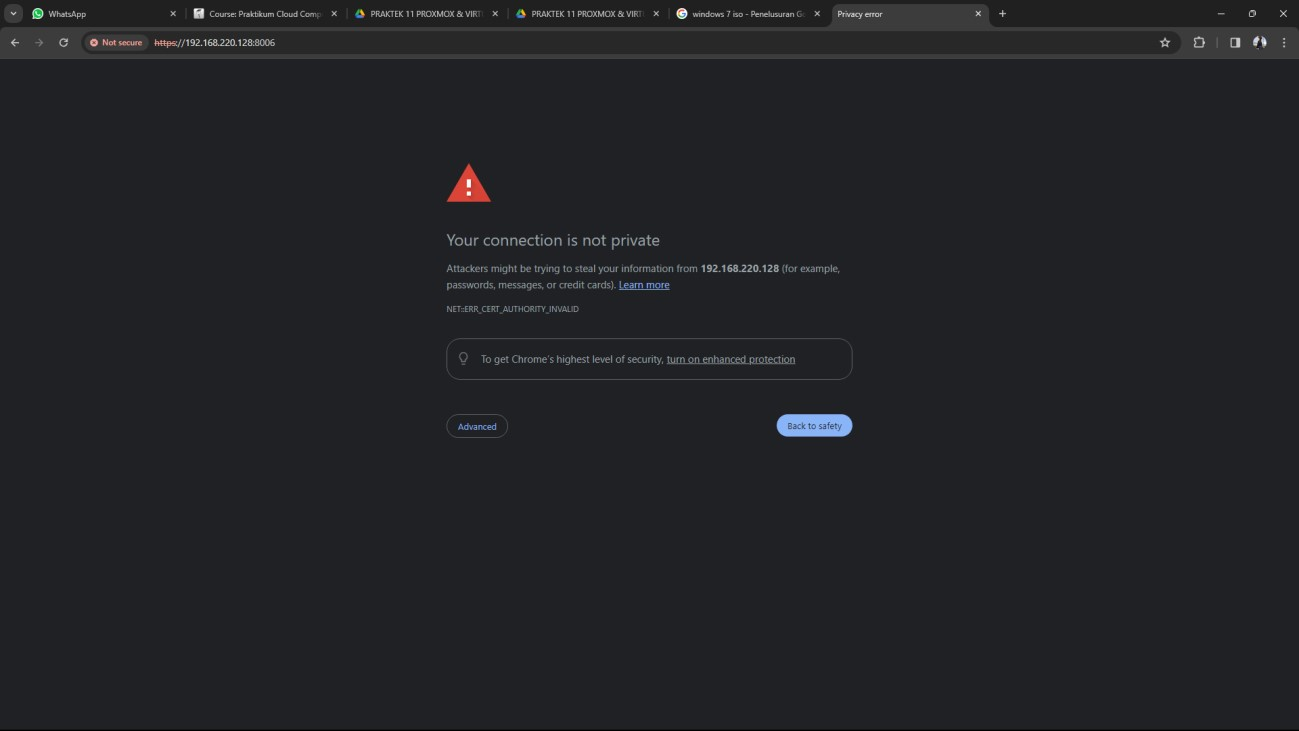 WhatsApp
Course: Praktikum Cloud Comp
PRAKTEK 11 PROXMOX & VIRT
PRAKTEK 11 PROXMOX & VIRT
windows 7 iso - Penelusuran Go
Privacy error
Not secure
https://192.168.220.128:8006
Your connection is not private
Attackers might be trying to steal your information from 192.168.220.128 (for example,
passwords, messages, or credit cards). Learn more
NET::ERR_CERT_AUTHORITY_INVALID
To get Chrome's highest level of security, turn on enhanced protection
Advanced
Back to safety